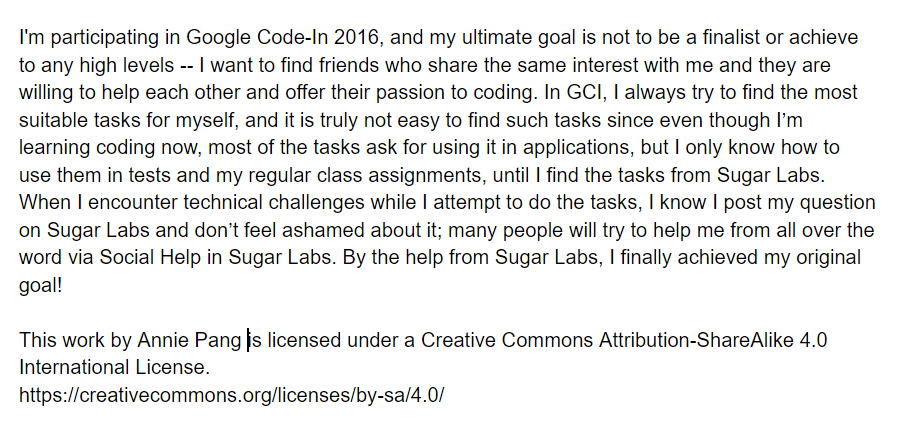 I'm participating in Google Code-In 2016, and my ultimate goal is not to be a finalist or achieve
to any high levels -- I want to find friends who share the same interest with me and they are
willing to help each other and offer their passion to coding. In GCI, I always try to find the most
suitable tasks for myself, and it is truly not easy to find such tasks since even though I’m
learning coding now, most of the tasks ask for using it in applications, but I only know how to
use them in tests and my regular class assignments, until I find the tasks from Sugar Labs.
When I encounter technical challenges while I attempt to do the tasks, I know I post my question
on Sugar Labs and don’t feel ashamed about it; many people will try to help me from all over the
word via Social Help in Sugar Labs. By the help from Sugar Labs, I finally achieved my original
goal!
This work by Annie Pang is licensed under a Creative Commons Attribution-ShareAlike 4.0
International License.
https://creativecommons.org/licenses/by-sa/4.0/